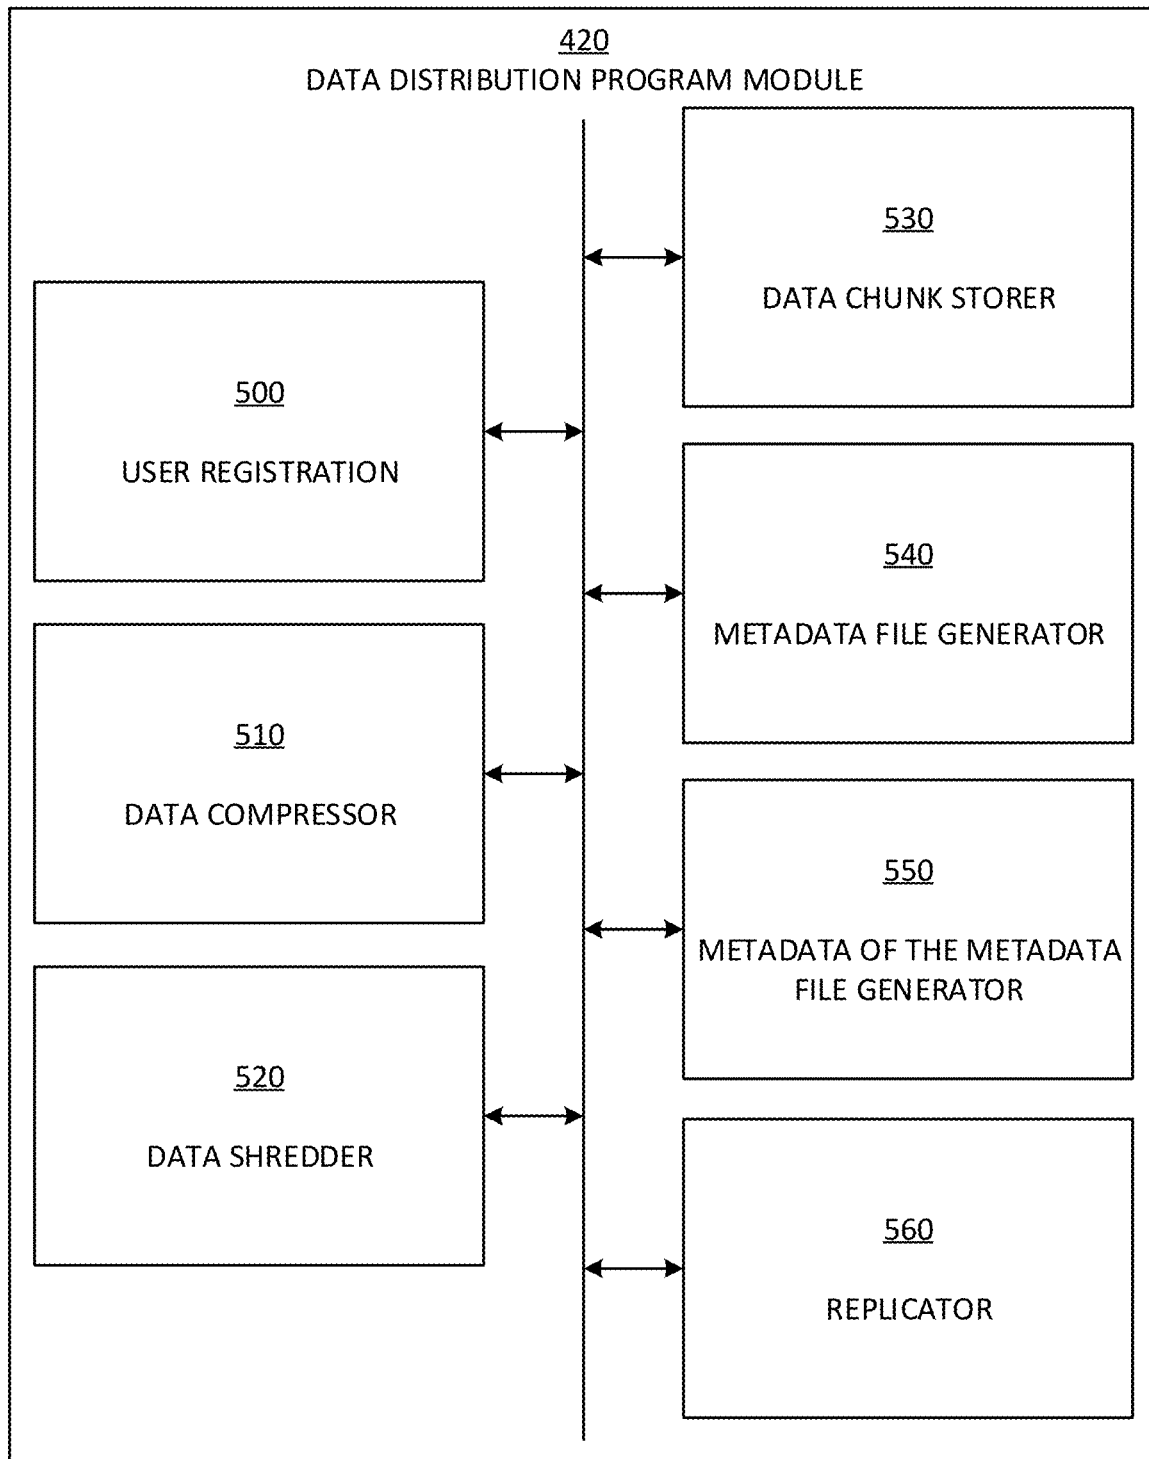 420
DATA DISTRIBUTION PROGRAM MODULE
500
USER REGISTRATION
510
DATA COMPRESSOR
520
DATA SHREDDER
530
DATA CHUNK STORER
540
METADATA FILE GENERATOR
550
METADATA OF THE METADATA
FILE GENERATOR
560
REPLICATOR